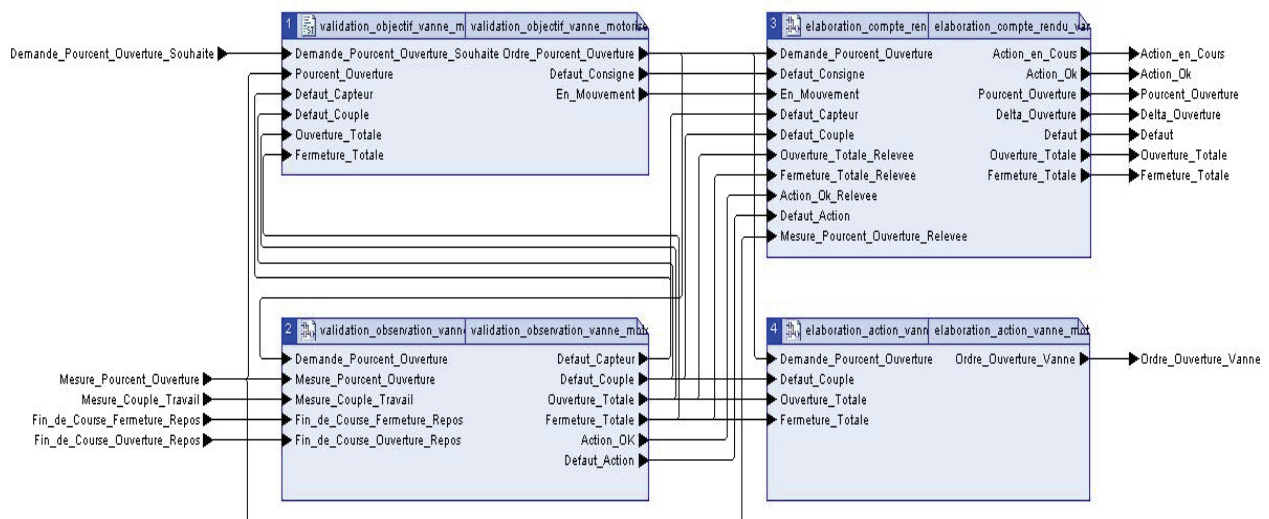 1 validation_objectif_vanne_m validation_objectif_vanne_motorise
Demande_Pourcent_Ouverture_Souhaite
Demande_Pourcent_Ouverture_Souhaite Ordre_Pourcent_Ouverture
Pourcent_Ouverture Defaut_Consigne
Defaut_Capteur En_Mouvement
Defaut_Couple
Ouverture_Totale
Fermeture_Totale
3 elaboration_compte_ren elaboration_compte_rendu_var
Demande_Pourcent_Ouverture Action_en_Cours Action_en_Cours
Defaut_Consigne Action_Ok Action_Ok
En_Mouvement Pourcent_Ouverture Pourcent_Ouverture
Defaut_Capteur Delta_Ouverture Delta_Ouverture
Defaut_Couple Defaut Defaut
Ouverture_Totale_Relevee Ouverture_Totale Ouverture_Totale
Fermeture_Totale_Relevee Fermeture_Totale Fermeture_Totale
Action_Ok_Relevee
Defaut_Action
Mesure_Pourcent_Ouverture_Relevee
2 validation_observation_vanne validation_observation_vanne_mot
Demande_Pourcent_Ouverture Defaut_Capteur
Mesure_Pourcent_Ouverture Mesure_Pourcent_Ouverture Defaut_Couple
Mesure_Couple_Travail Mesure_Couple_Travail Ouverture_Totale
Fin_de_Course_Fermeture_Repos Fin_de_Course_Fermeture_Repos Fermeture_Totale
Fin_de_Course_Ouverture_Repos Fin_de_Course_Ouverture_Repos Action_OK
Defaut_Action
4 elaboration_action_vann elaboration_action_vanne_mot
Demande_Pourcent_Ouverture Ordre_Ouverture_Vanne Ordre_Ouverture_Vanne
Defaut_Couple
Ouverture_Totale
Fermeture_Totale